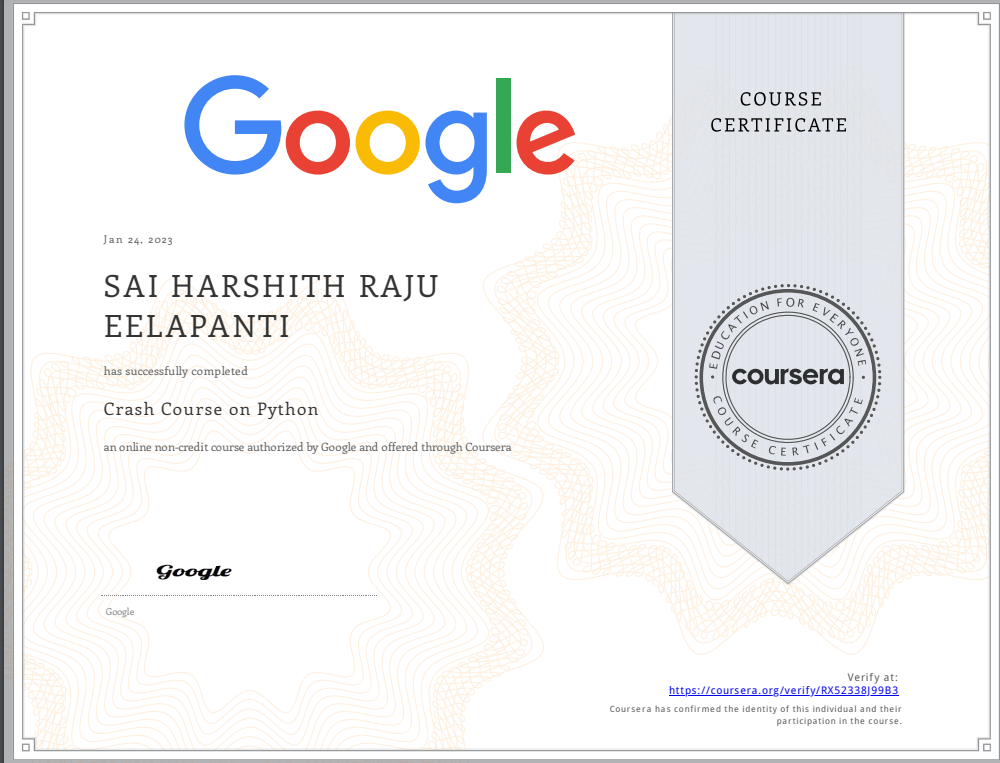 Google
COURSE
CERTIFICATE
Jan 24, 2023
SAI HARSHITH RAJU
EELAPANTI
has successfully completed
Crash Course on Python
an online non-credit course authorized by Google and offered through Coursera
EDUCATION FOR EVERYONE
coursera
COURSE CERTIFICATE
Google
Google
Verify at:
https://coursera.org/verify/RX52338J99B3
Coursera has confirmed the identity of this individual and their
participation in the course.